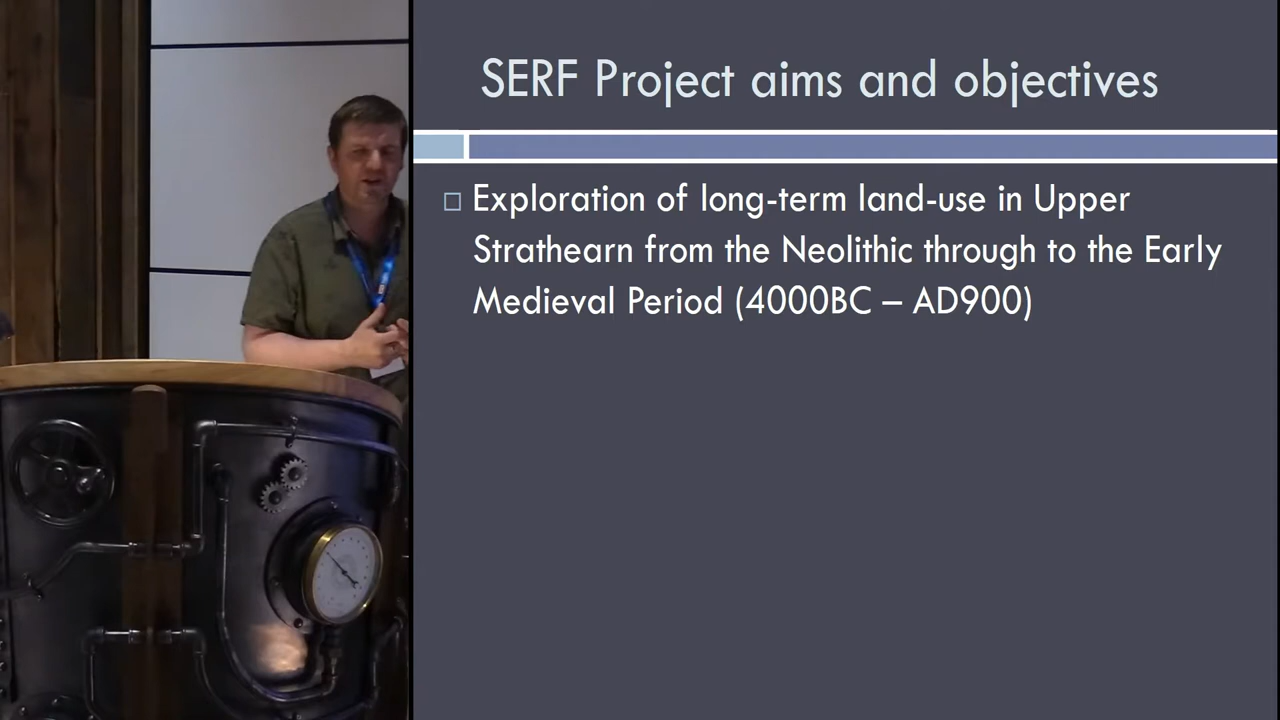 SERF Project aims and objectives
Exploration of long-term land-use in Upper
Strathearn from the Neolithic through to the Early
Medieval Period (4000BC – AD900)